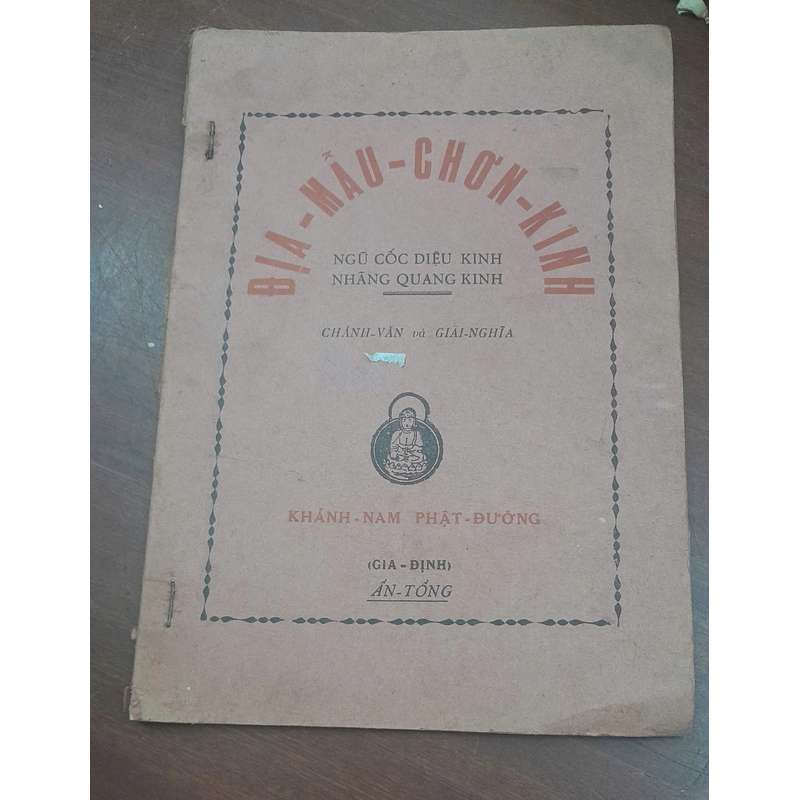 ĐỊA-MẪU-CHƠN-KINH
NGŨ CỐC DIỆU KINH
NHÃNG QUANG KINH
CHÁNH-VĂN và GIẢI-NGHĨA
KHÁNH-NAM PHẬT-ĐƯỜNG
(GIA-ĐỊNH)
ẤN-TỐNG